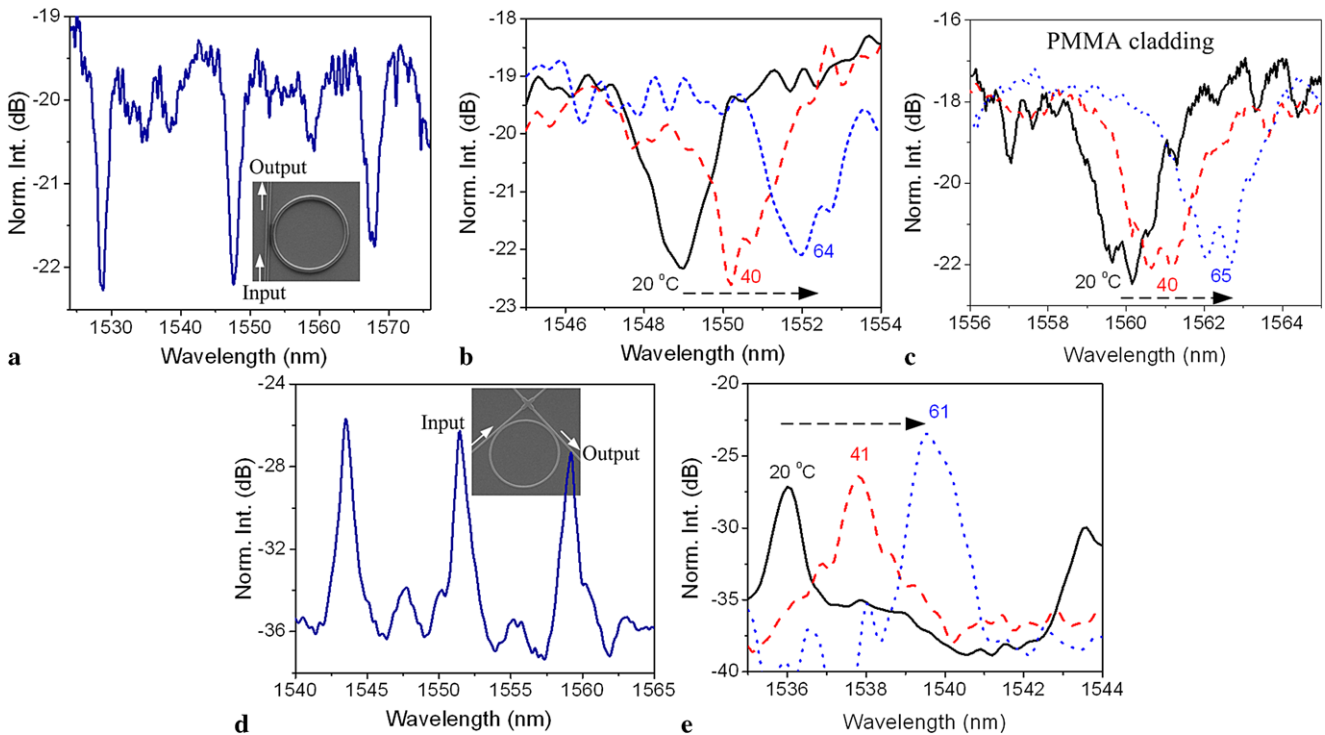 -19
-20
-21
-22
Norm. Int. (dB)
Output
Input
1530 1540 1550 1560 1570
Wavelength (nm)
a
-18
-19
-20
-21
-22
-23
Norm. Int. (dB)
20 °C
40
64
1546 1548 1550 1552 1554
Wavelength (nm)
b
-16
-18
-20
-22
Norm. Int. (dB)
PMMA cladding
20 °C
40
65
1556 1558 1560 1562 1564
Wavelength (nm)
c
-24
-28
-32
-36
Norm. Int. (dB)
Input
Output
1540 1545 1550 1555 1560 1565
Wavelength (nm)
d
-20
-25
-30
-35
-40
Norm. Int. (dB)
20 °C
41
61
1536 1538 1540 1542 1544
Wavelength (nm)
e